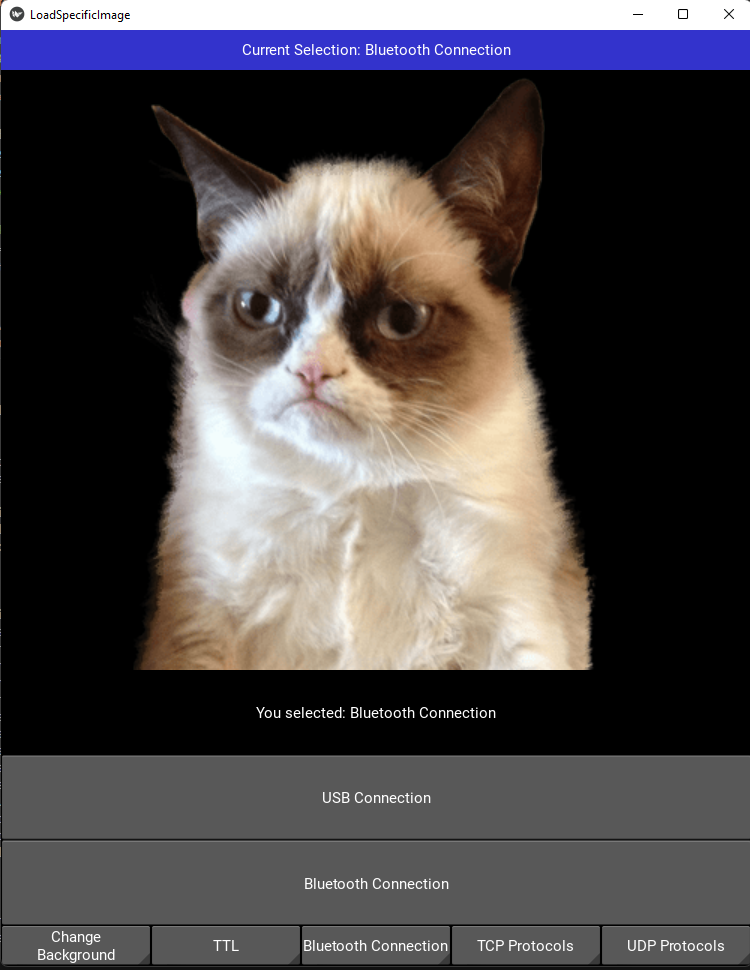 LoadSpecificImage
Current Selection: Bluetooth Connection
You selected: Bluetooth Connection
USB Connection
Bluetooth Connection
Change
Background
TTL
Bluetooth Connection
TCP Protocols
UDP Protocols